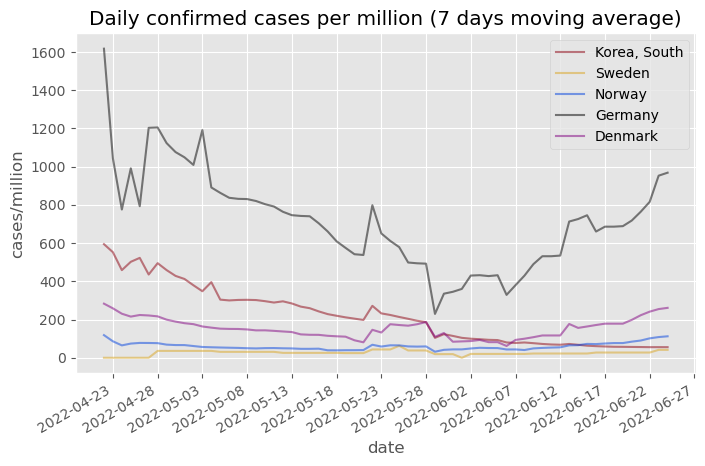 Daily confirmed cases per million (7 days moving average)
1600
1400
1200
1000
800
600
400
200
0
cases/million
Korea, South
Sweden
Norway
Germany
Denmark
2022-04-23
2022-04-28
2022-05-03
2022-05-08
2022-05-13
2022-05-18
2022-05-23
2022-05-28
2022-06-02
2022-06-07
2022-06-12
2022-06-17
2022-06-22
2022-06-27
date